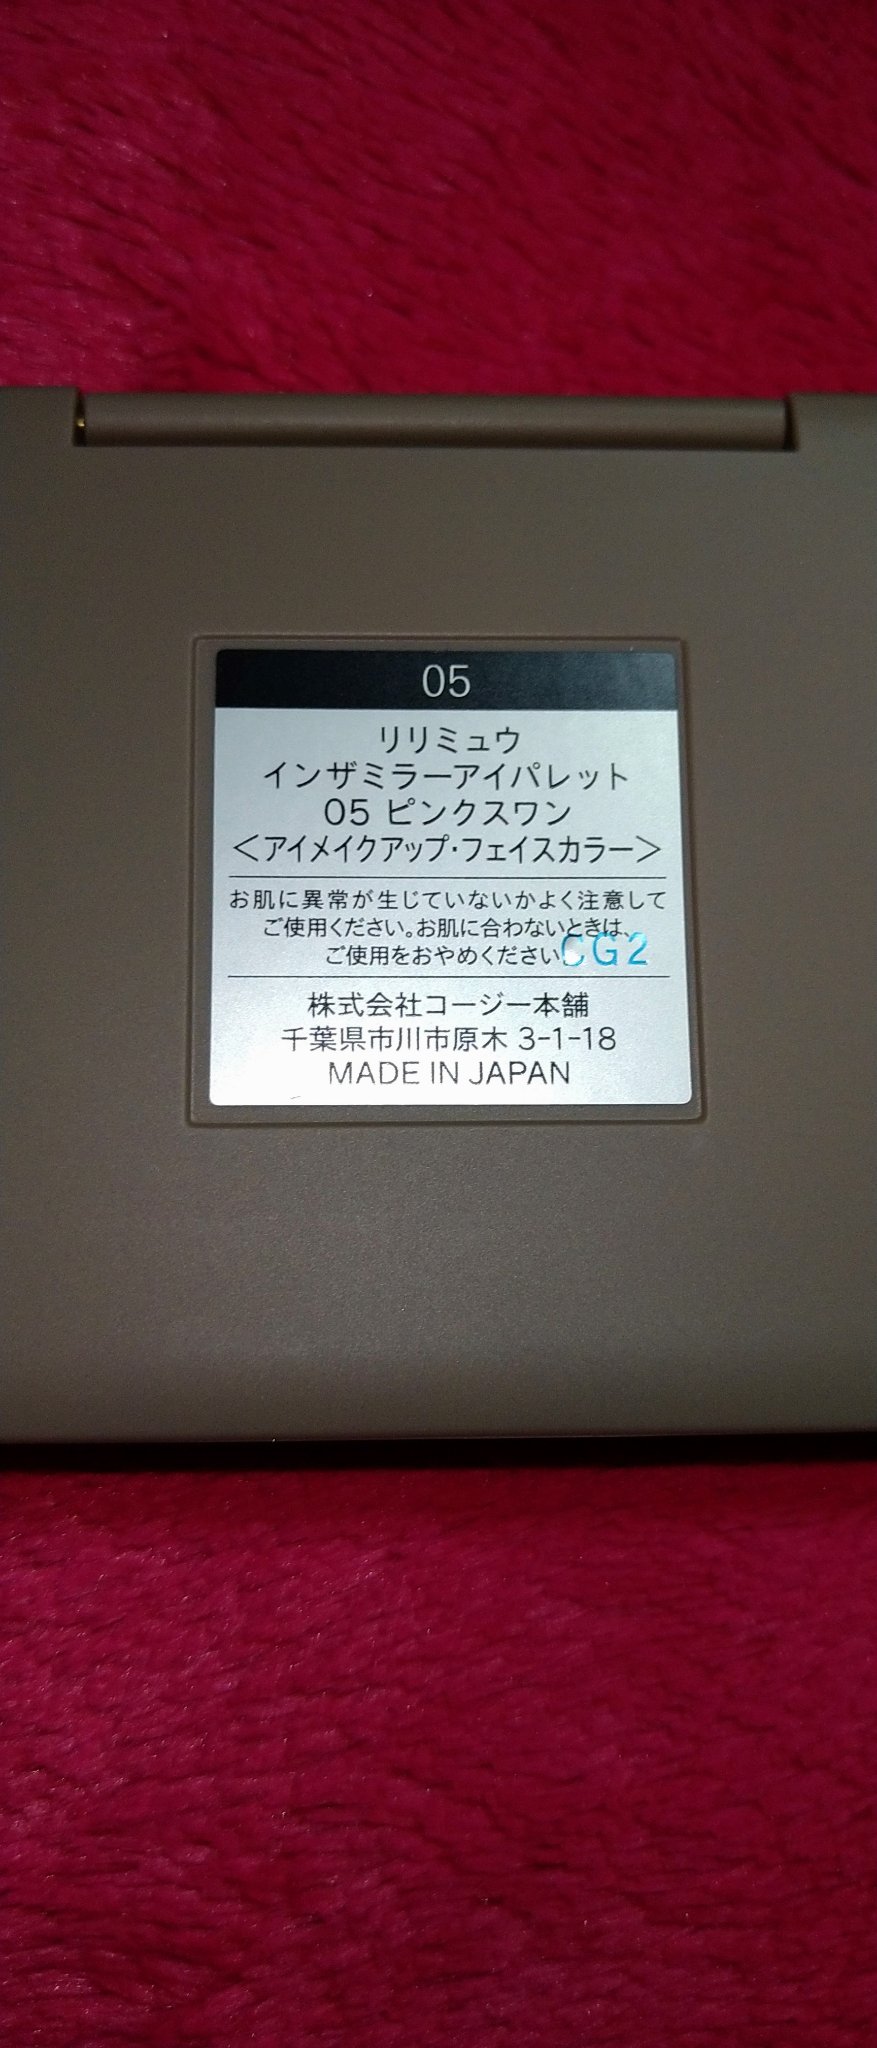 05
リリミュウ
インザミラーアイパレット
05 ピンクスワン
＜アイメイクアップ・フェイスカラー＞
お肌に異常が生じていないかよく注意して
ご使用ください。お肌に合わないときは、
ご使用をおやめください。
CG2
株式会社コージー本舗
千葉県市川市原木 3-1-18
MADE IN JAPAN